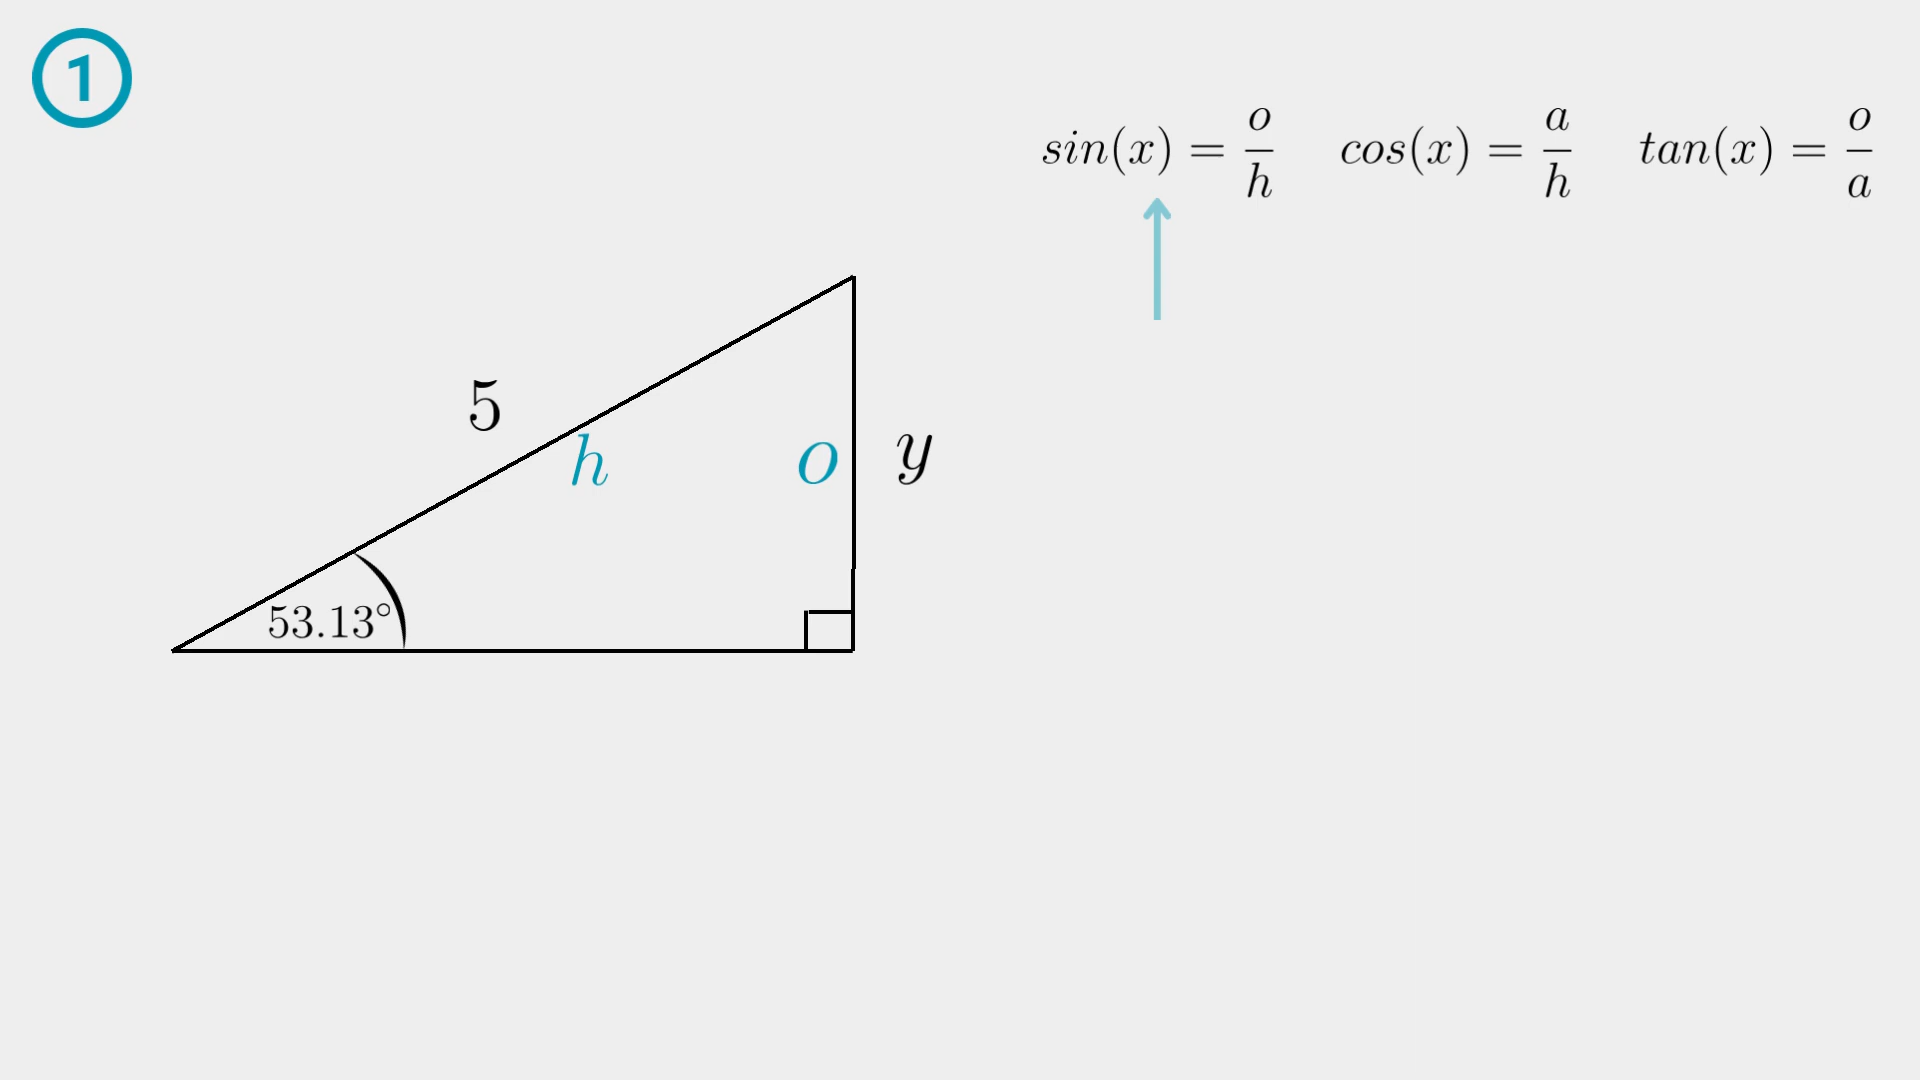 1
sin(x) = o/h  cos(x) = a/h  tan(x) = o/a
5
h
o
y
53.13°